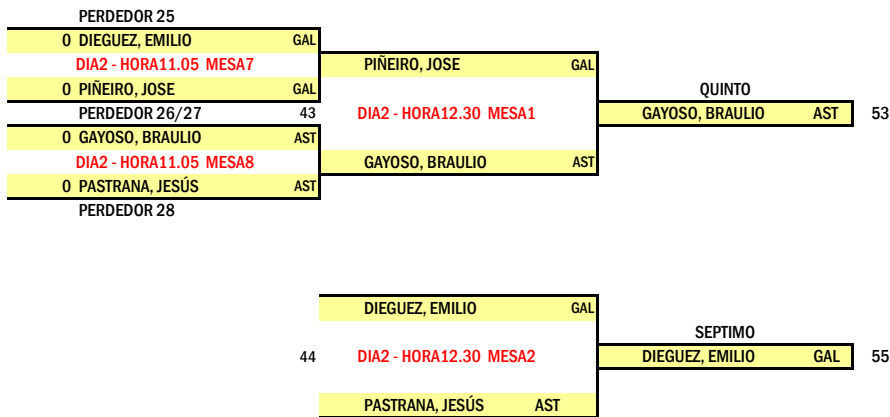 PERDEDOR 25
0 DIEGUEZ, EMILIO GAL
DIA2 - HORA11.05 MESA7 PIÑEIRO, JOSE GAL
0 PIÑEIRO, JOSE GAL QUINTO
PERDEDOR 26/27 43 DIA2 - HORA12.30 MESA1 GAYOSO, BRAULIO AST 53
0 GAYOSO, BRAULIO AST
DIA2 - HORA11.05 MESA8 GAYOSO, BRAULIO AST
0 PASTRANA, JESÚS AST
PERDEDOR 28
DIEGUEZ, EMILIO GAL
SEPTIMO
44 DIA2 - HORA12.30 MESA2 DIEGUEZ, EMILIO GAL 55
PASTRANA, JESÚS AST